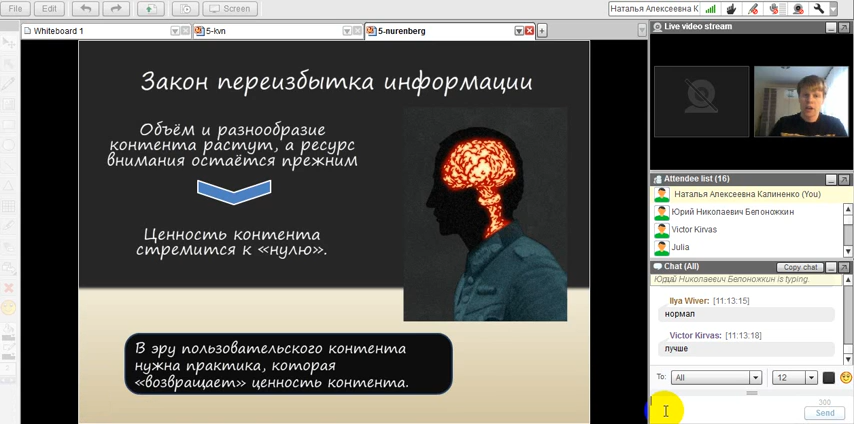 File Edit Screen
Наталья Алексеевна К
Whiteboard 1 5-kvn 5-nurenberg
Закон переизбытка информации
Объём и разнообразие
контента растут, а ресурс
внимания остаётся прежним
Ценность контента
стремится к «нулю».
В эру пользовательского контента
нужна практика, которая
«возвращает» ценность контента.
Live video stream
Attendee list (16)
Наталья Алексеевна Калиненко (You)
Юрий Николаевич Белоножкин
Victor Kirvas
Julia
Chat (All) Copy chat
Юрий Николаевич Белоножкин is typing.
Ilya Wiver: [11:13:15]
нормал
Victor Kirvas: [11:13:18]
лучше
To: All 12
300
Send